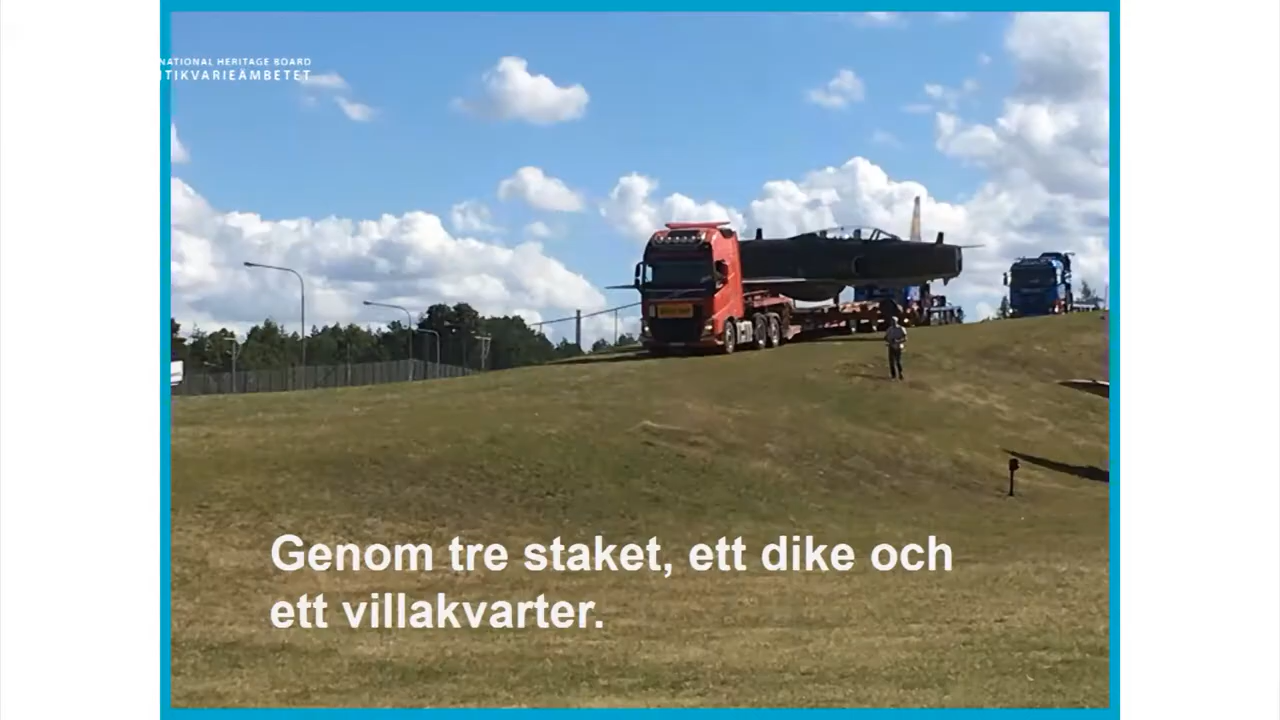 NATIONAL HERITAGE BOARD
TIKVARIEÄMBETET
Genom tre staket, ett dike och
ett villakvarter.